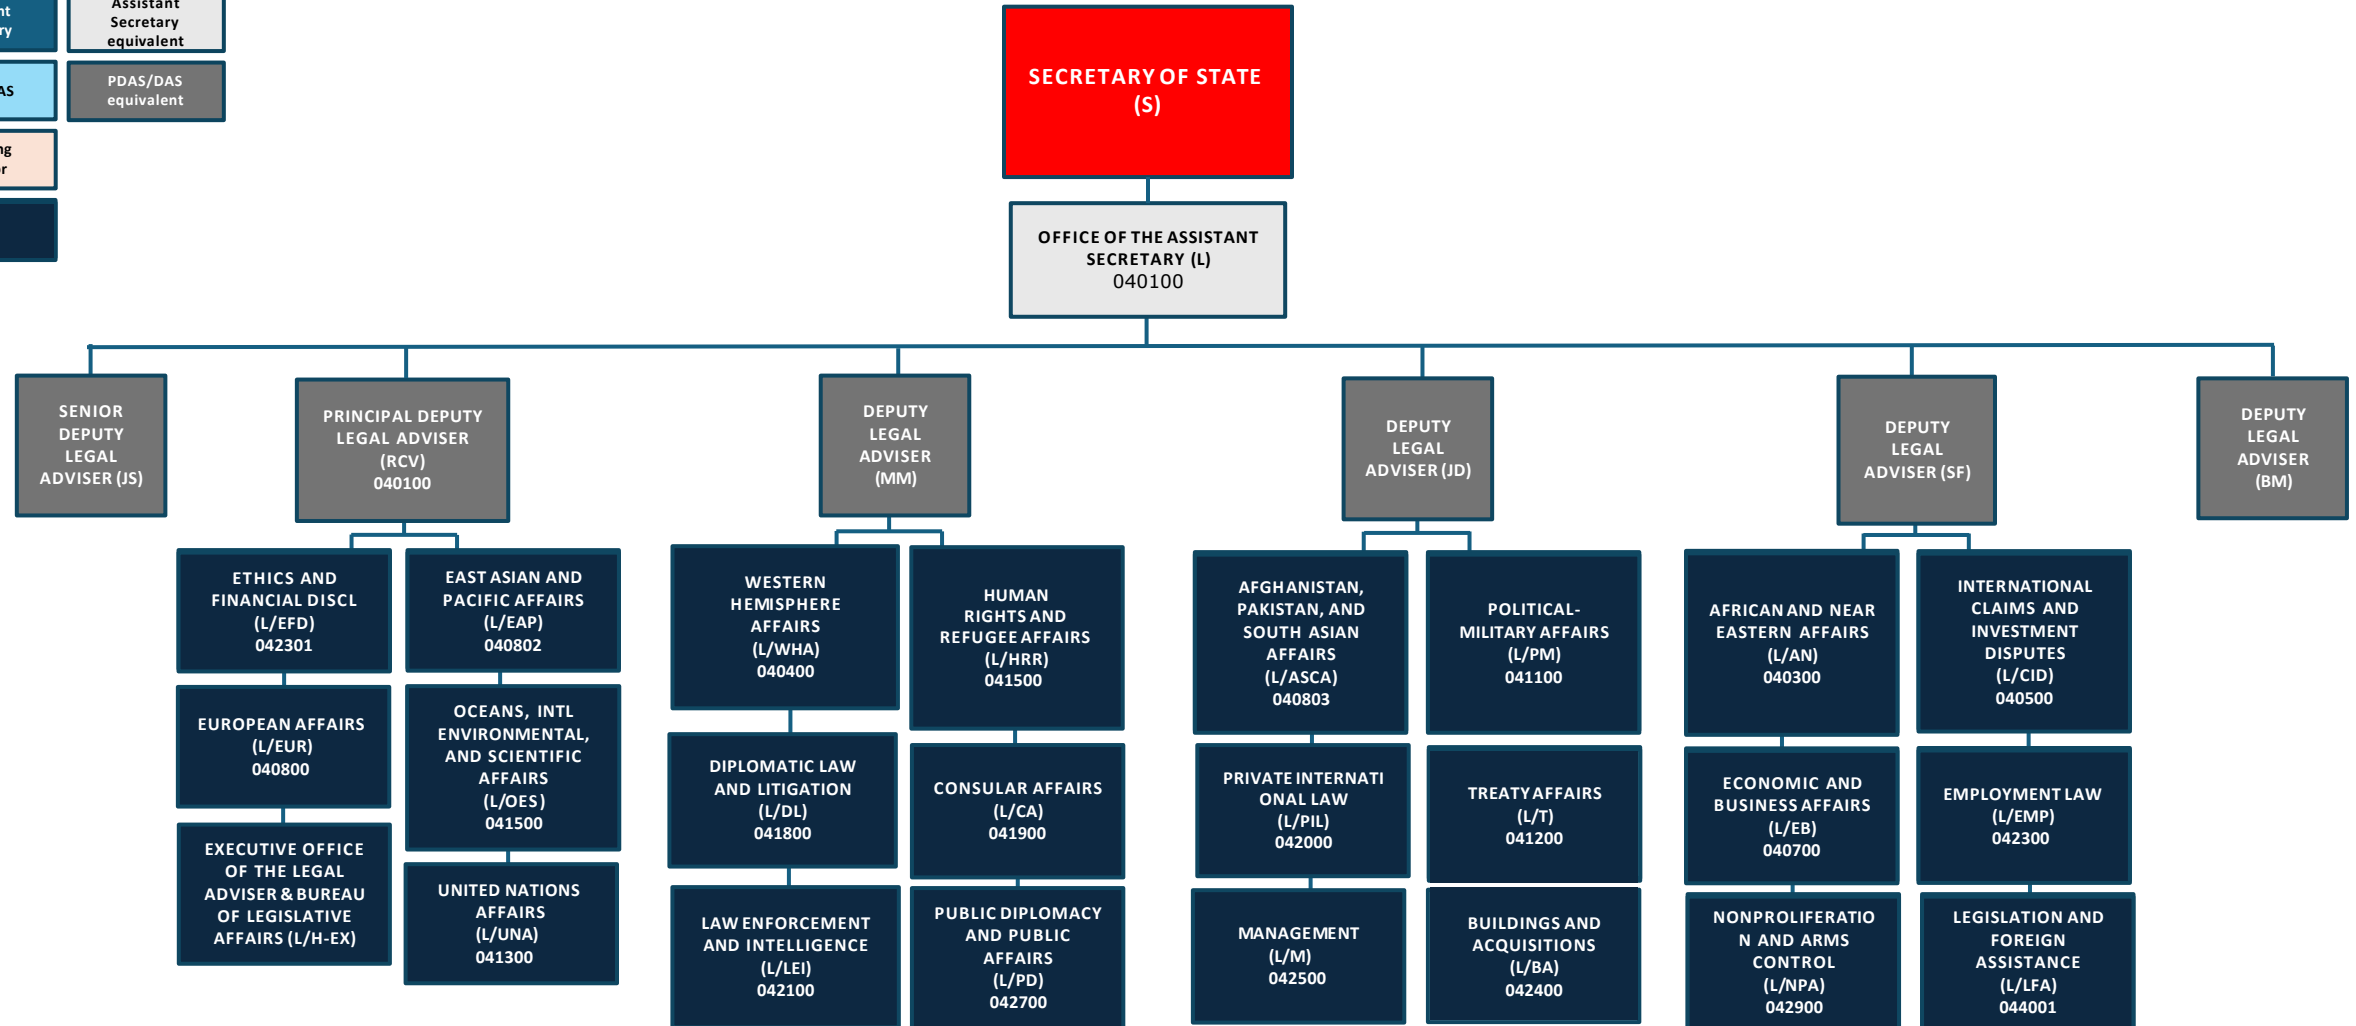 Assistant
Secretary
equivalent
PDAS/DAS
equivalent
SECRETARY OF STATE
(S)
OFFICE OF THE ASSISTANT
SECRETARY (L)
040100
SENIOR
DEPUTY
LEGAL
ADVISER (JS)
PRINCIPAL DEPUTY
LEGAL ADVISER
(RCV)
040100
DEPUTY
LEGAL
ADVISER
(MM)
DEPUTY
LEGAL
ADVISER (JD)
DEPUTY
LEGAL
ADVISER (SF)
DEPUTY
LEGAL
ADVISER
(BM)
ETHICS AND
FINANCIAL DISCL
(L/EFD)
042301
EAST ASIAN AND
PACIFIC AFFAIRS
(L/EAP)
040802
EUROPEAN AFFAIRS
(L/EUR)
040800
OCEANS, INTL
ENVIRONMENTAL,
AND SCIENTIFIC
AFFAIRS
(L/OES)
041500
EXECUTIVE OFFICE
OF THE LEGAL
ADVISER & BUREAU
OF LEGISLATIVE
AFFAIRS (L/H-EX)
UNITED NATIONS
AFFAIRS
(L/UNA)
041300
WESTERN
HEMISPHERE
AFFAIRS
(L/WHA)
040400
HUMAN
RIGHTS AND
REFUGEE AFFAIRS
(L/HRR)
041500
DIPLOMATIC LAW
AND LITIGATION
(L/DL)
041800
CONSULAR AFFAIRS
(L/CA)
041900
LAW ENFORCEMENT
AND INTELLIGENCE
(L/LEI)
042100
PUBLIC DIPLOMACY
AND PUBLIC
AFFAIRS
(L/PD)
042700
AFGHANISTAN,
PAKISTAN, AND
SOUTH ASIAN
AFFAIRS
(L/ASCA)
040803
POLITICAL-
MILITARY AFFAIRS
(L/PM)
041100
PRIVATE INTERNATI
ONAL LAW
(L/PIL)
042000
TREATY AFFAIRS
(L/T)
041200
MANAGEMENT
(L/M)
042500
BUILDINGS AND
ACQUISITIONS
(L/BA)
042400
AFRICAN AND NEAR
EASTERN AFFAIRS
(L/AN)
040300
INTERNATIONAL
CLAIMS AND
INVESTMENT
DISPUTES
(L/CID)
040500
ECONOMIC AND
BUSINESS AFFAIRS
(L/EB)
040700
EMPLOYMENT LAW
(L/EMP)
042300
NONPROLIFERATIO
N AND ARMS
CONTROL
(L/NPA)
042900
LEGISLATION AND
FOREIGN
ASSISTANCE
(L/LFA)
044001